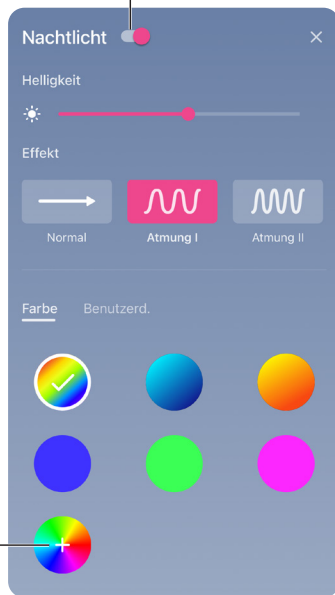 Nachtlicht
Helligkeit
Effekt
Normal Atmung I Atmung II
Farbe Benutzerd.